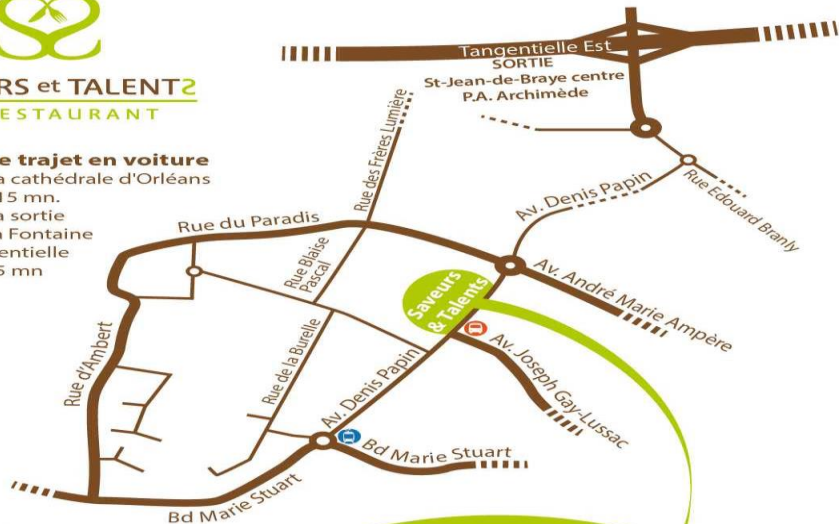 RS et TALENTS
ESTAURANT
e trajet en voiture
a cathédrale d'Orléans
15 mn.
a sortie
a Fontaine
entielle
5 mn
Tangentielle Est
SORTIE
St-Jean-de-Braye centre
P.A. Archimède
Rue des Frères Lumière
Rue du Paradis
Rue Blaise
Pascal
Av. Denis Papin
Rue Edouard Branly
Saveurs
& Talents
Av. André Marie Ampère
Av. Joseph Gay-Lussac
Rue d'Ambert
Rue de la Burelle
Av. Denis Papin
Bd Marie Stuart
Bd Marie Stuart